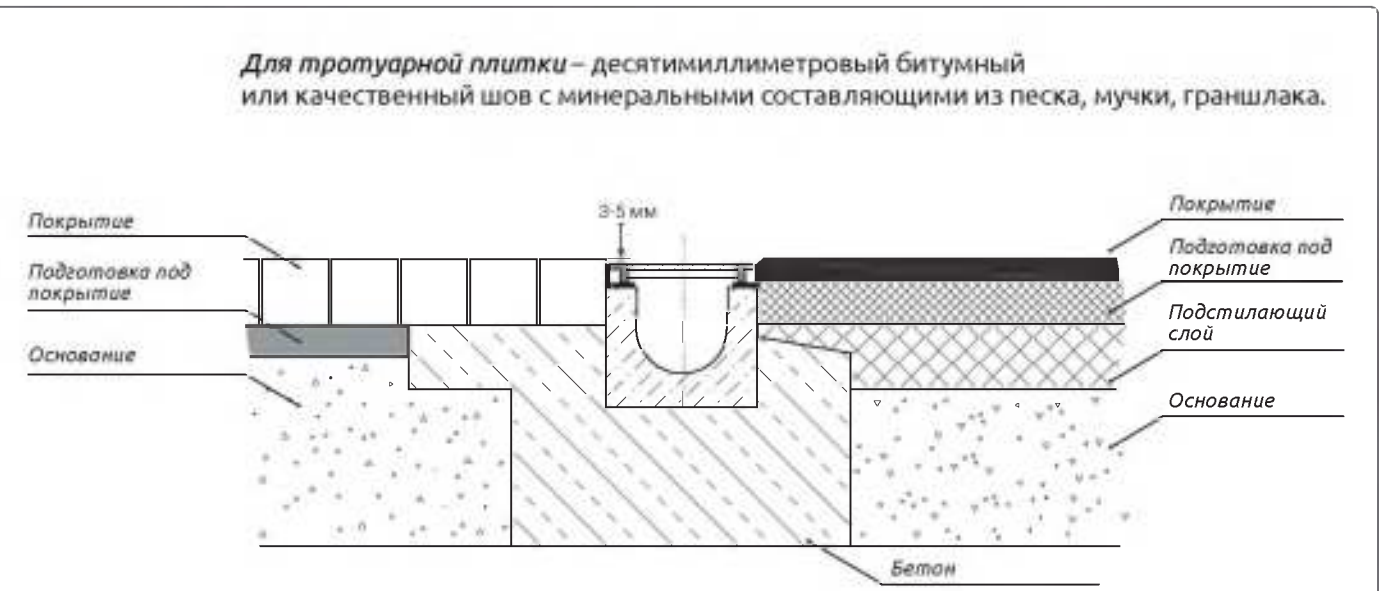 Для тротуарной плитки – десятимиллиметровый битумный
или качественный шов с минеральными составляющими из песка, мучки, граншлака.
3-5 мм
Покрытие
Подготовка под
покрытие
Основание
Покрытие
Подготовка под
покрытие
Подстилающий
слой
Основание
Бетон